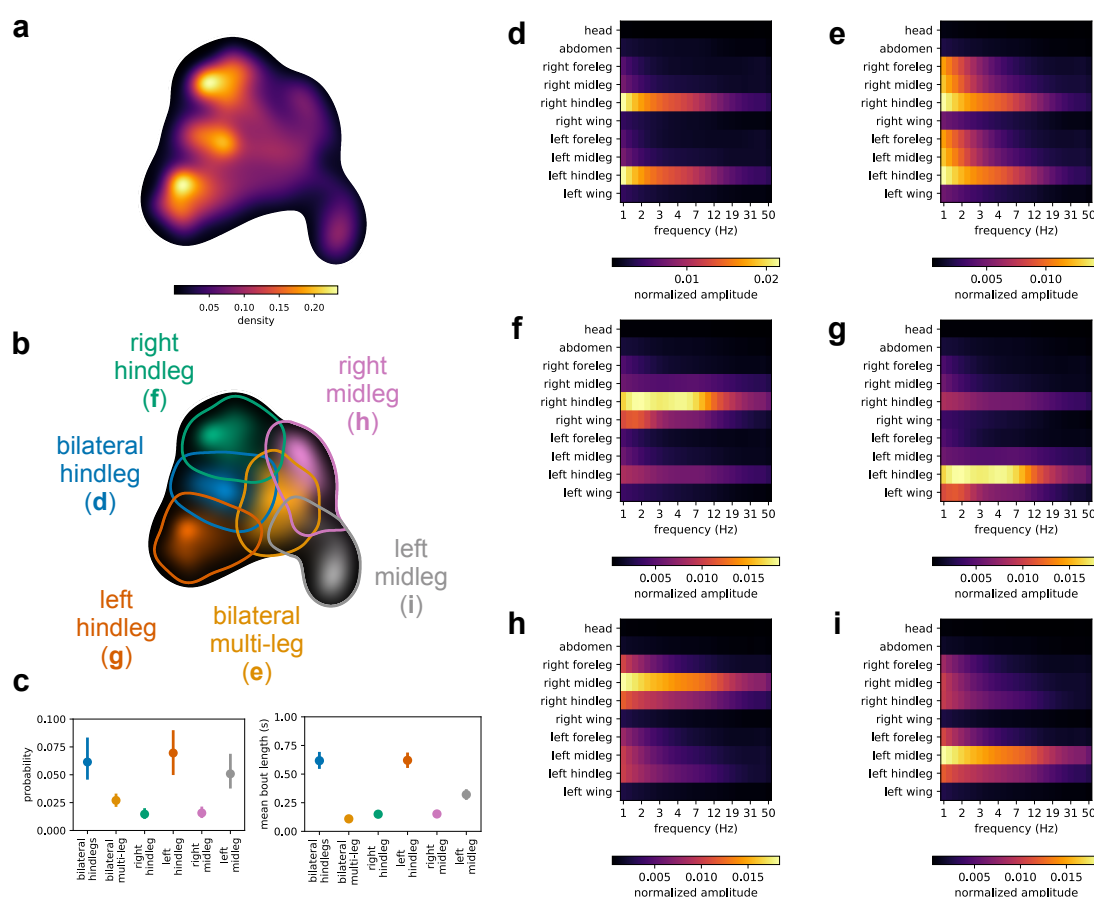 a
0.05 0.10 0.15 0.20
density
b
right
hindleg
(f)
right
midleg
(h)
bilateral
hindleg
(d)
left
midleg
(i)
left
hindleg
(g)
bilateral
multi-leg
(e)
c
0.100
0.075
0.050
0.025
0.000
probability
bilateral
hindlegs
bilateral
multi-leg
right
hindleg
left
hindleg
right
midleg
left
midleg
1.00
0.75
0.50
0.25
0.00
mean bout length (s)
bilateral
hindlegs
bilateral
multi-leg
right
hindleg
left
hindleg
right
midleg
left
midleg
d
head
abdomen
right foreleg
right midleg
right hindleg
right wing
left foreleg
left midleg
left hindleg
left wing
1 2 3 4 7 12 19 31 50
frequency (Hz)
0.01 0.02
normalized amplitude
e
head
abdomen
right foreleg
right midleg
right hindleg
right wing
left foreleg
left midleg
left hindleg
left wing
1 2 3 4 7 12 19 31 50
frequency (Hz)
0.005 0.010
normalized amplitude
f
head
abdomen
right foreleg
right midleg
right hindleg
right wing
left foreleg
left midleg
left hindleg
left wing
1 2 3 4 7 12 19 31 50
frequency (Hz)
0.005 0.010 0.015
normalized amplitude
g
head
abdomen
right foreleg
right midleg
right hindleg
right wing
left foreleg
left midleg
left hindleg
left wing
1 2 3 4 7 12 19 31 50
frequency (Hz)
0.005 0.010 0.015
normalized amplitude
h
head
abdomen
right foreleg
right midleg
right hindleg
right wing
left foreleg
left midleg
left hindleg
left wing
1 2 3 4 7 12 19 31 50
frequency (Hz)
0.005 0.010 0.015
normalized amplitude
i
head
abdomen
right foreleg
right midleg
right hindleg
right wing
left foreleg
left midleg
left hindleg
left wing
1 2 3 4 7 12 19 31 50
frequency (Hz)
0.005 0.010 0.015
normalized amplitude